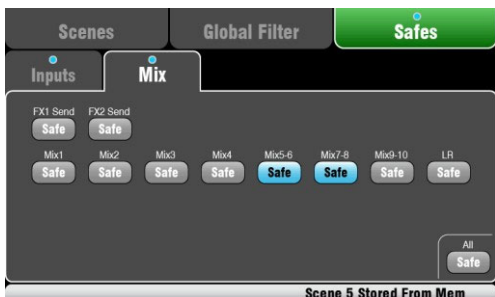 Scenes Global Filter Safes
Inputs Mix
FX1 Send FX2 Send
Safe Safe
Mix1 Mix2 Mix3 Mix4 Mix5-6 Mix7-8 Mix9-10 LR
Safe Safe Safe Safe Safe Safe Safe Safe
All
Safe
Scene 5 Stored From Mem